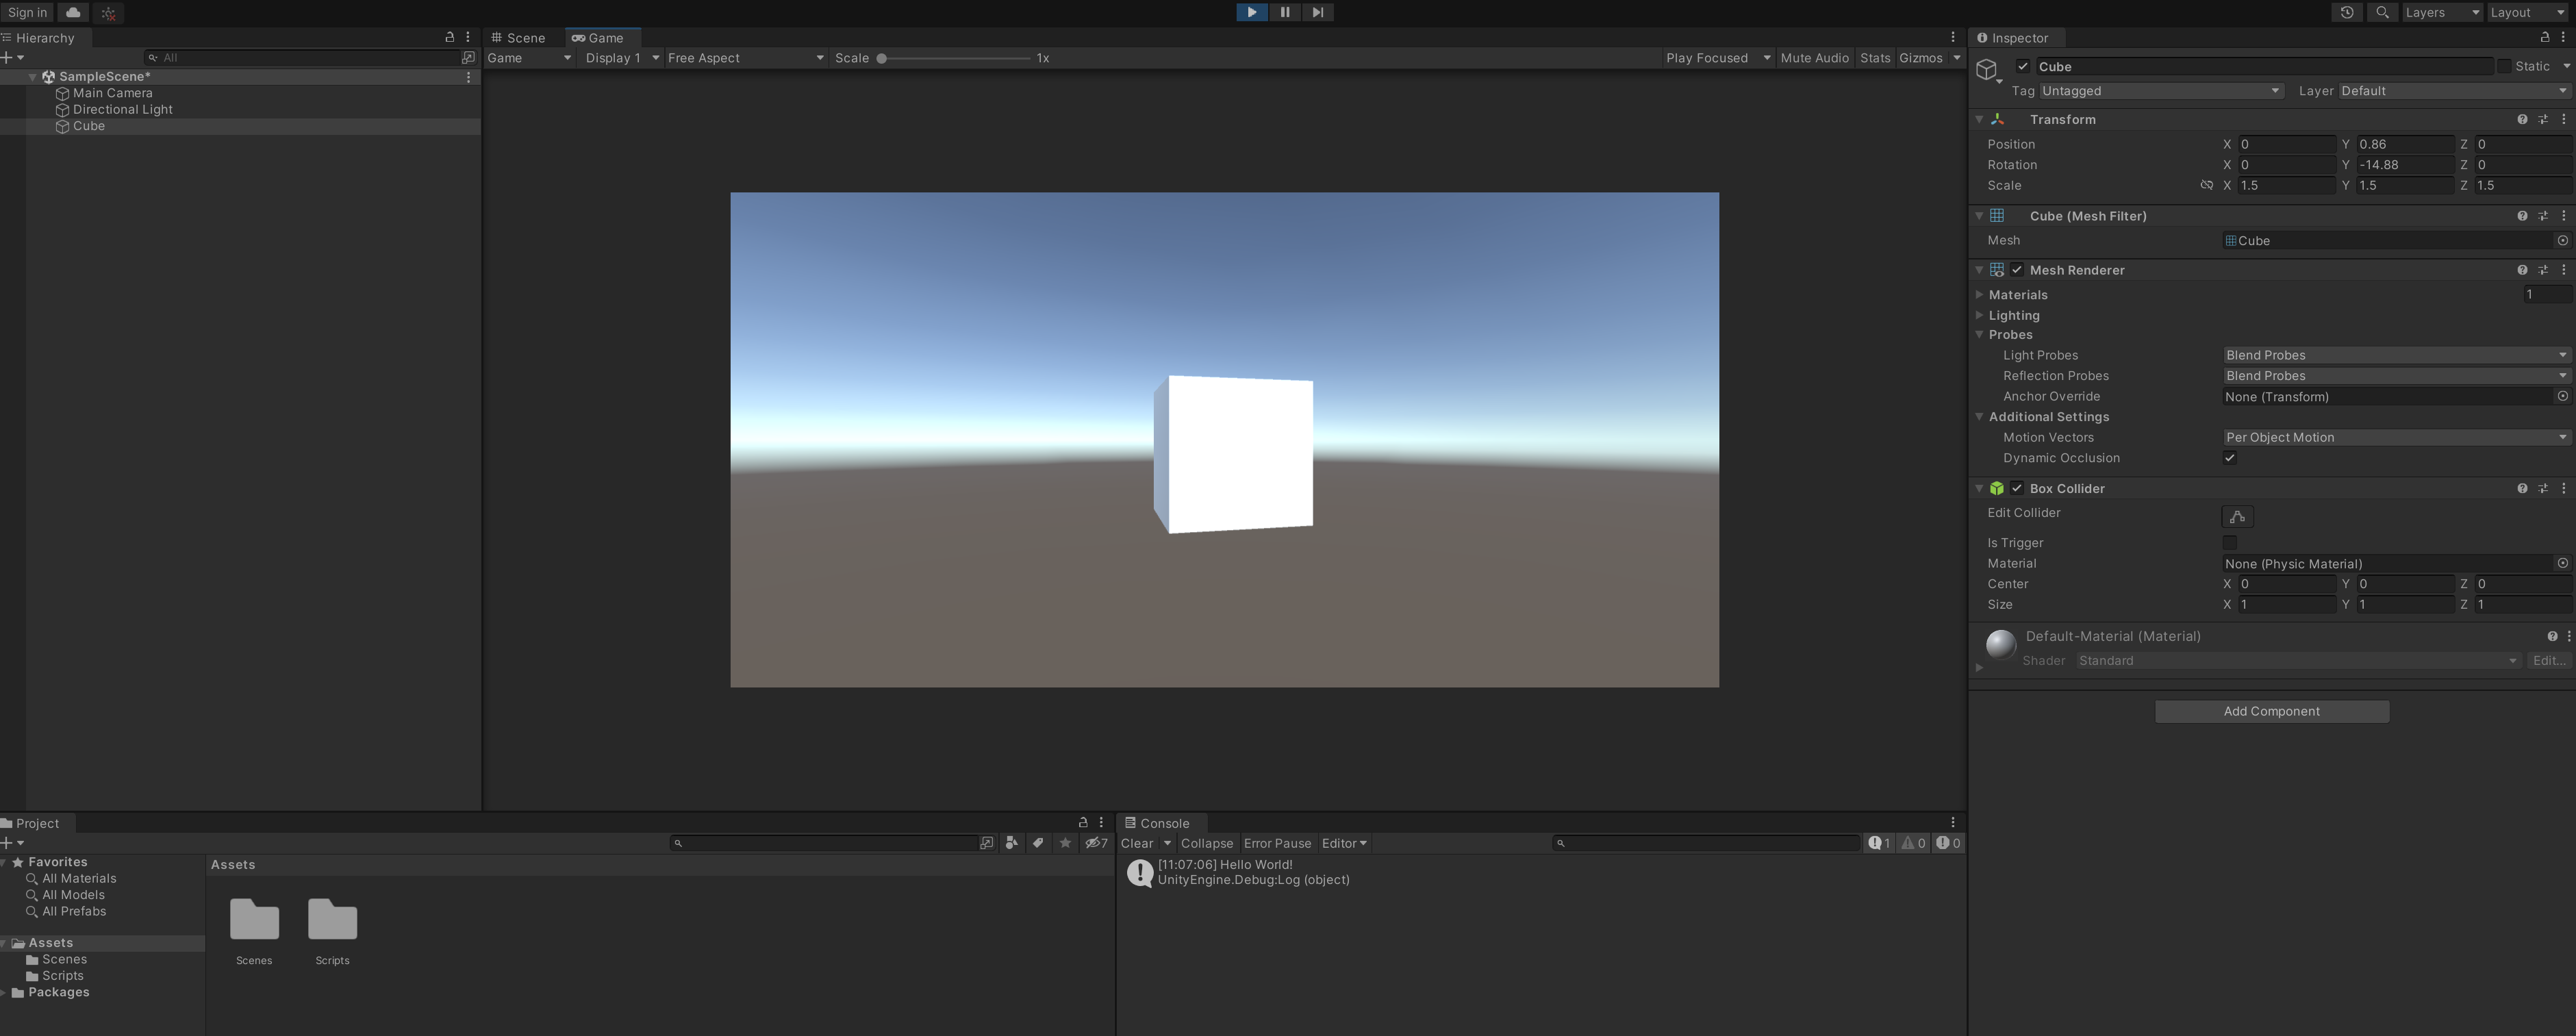 Sign in
Layers
Layout
Hierarchy
All
SampleScene*
Main Camera
Directional Light
Cube
Scene
Game
Game
Display 1
Free Aspect
Scale
1x
Play Focused
Mute Audio
Stats
Gizmos
Inspector
Cube
Static
Tag Untagged
Layer Default
Transform
Position X 0 Y 0.86 Z 0
Rotation X 0 Y -14.88 Z 0
Scale X 1.5 Y 1.5 Z 1.5
Cube (Mesh Filter)
Mesh Cube
Mesh Renderer
Materials 1
Lighting
Probes
Light Probes Blend Probes
Reflection Probes Blend Probes
Anchor Override None (Transform)
Additional Settings
Motion Vectors Per Object Motion
Dynamic Occlusion
Box Collider
Edit Collider
Is Trigger
Material None (Physic Material)
Center X 0 Y 0 Z 0
Size X 1 Y 1 Z 1
Default-Material (Material)
Shader Standard Edit...
Add Component
Project
7
Favorites
All Materials
All Models
All Prefabs
Assets
Scenes
Scripts
Packages
Assets
Scenes
Scripts
Console
Clear Collapse Error Pause Editor
1 0 0
[11:07:06] Hello World!
UnityEngine.Debug:Log (object)